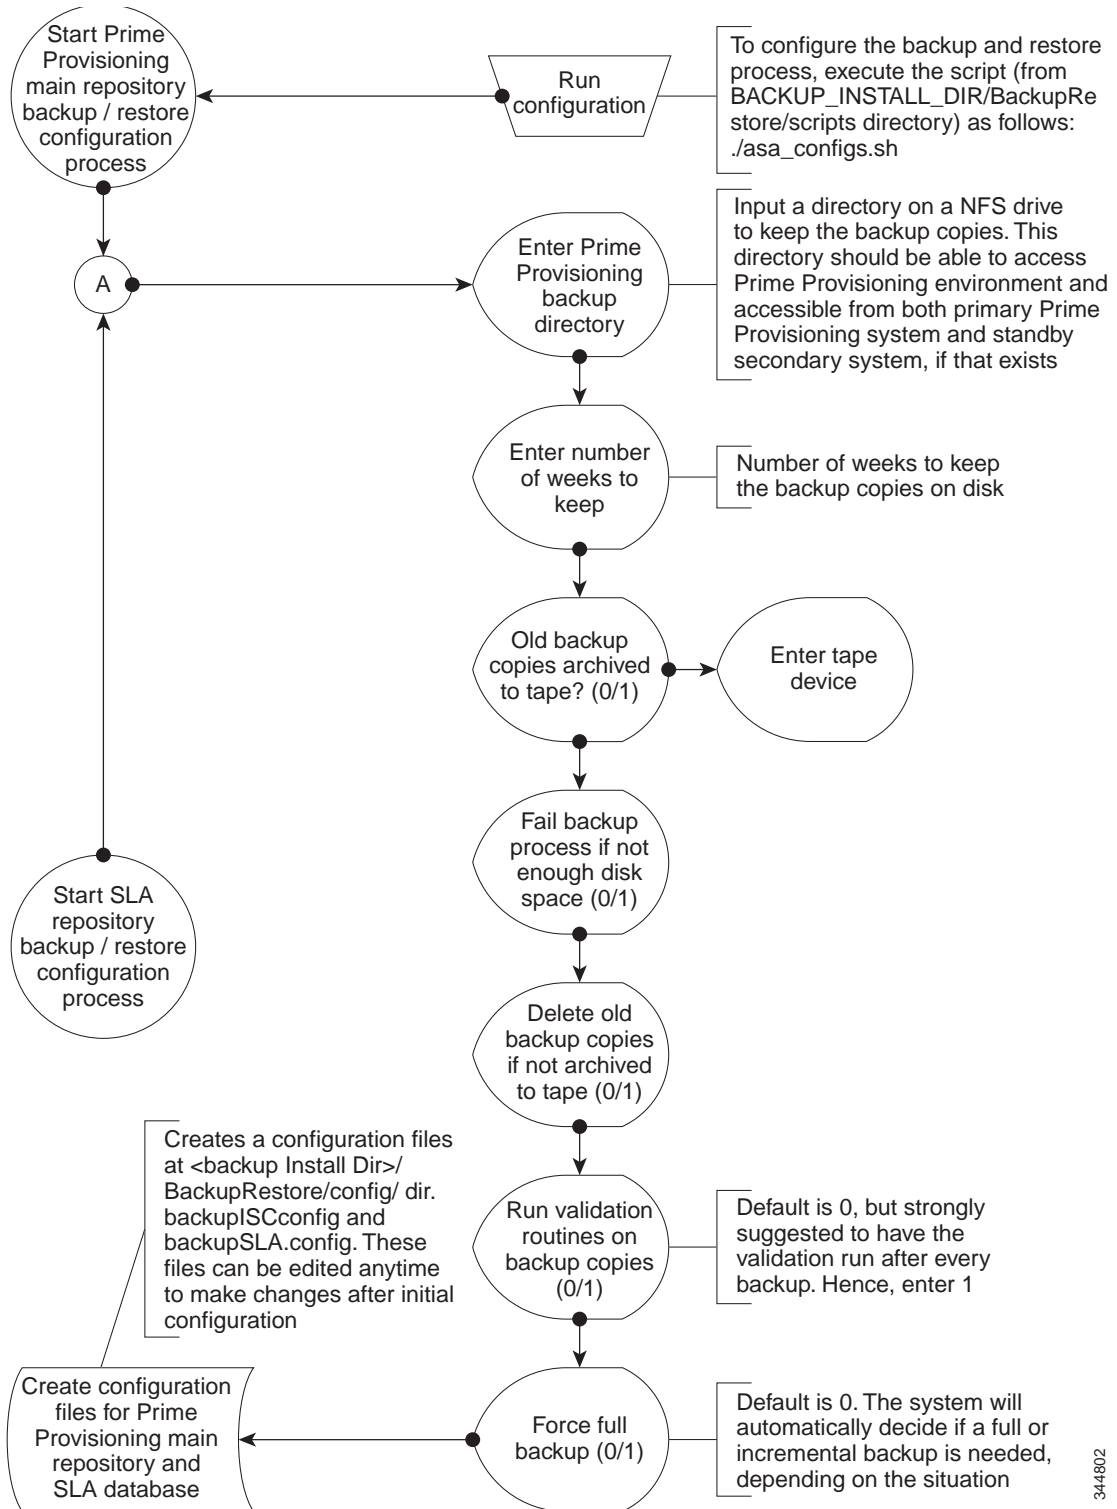 Start Prime
Provisioning
main repository
backup / restore
configuration
process
Run
configuration
To configure the backup and restore
process, execute the script (from
BACKUP_INSTALL_DIR/BackupRe
store/scripts directory) as follows:
./asa_configs.sh
A
Enter Prime
Provisioning
backup
directory
Input a directory on a NFS drive
to keep the backup copies. This
directory should be able to access
Prime Provisioning environment and
accessible from both primary Prime
Provisioning system and standby
secondary system, if that exists
Enter number
of weeks to
keep
Number of weeks to keep
the backup copies on disk
Old backup
copies archived
to tape? (0/1)
Enter tape
device
Fail backup
process if not
enough disk
space (0/1)
Start SLA
repository
backup / restore
configuration
process
Delete old
backup copies
if not archived
to tape (0/1)
Creates a configuration files
at <backup Install Dir>/
BackupRestore/config/ dir.
backupISCconfig and
backupSLA.config. These
files can be edited anytime
to make changes after initial
configuration
Run validation
routines on
backup copies
(0/1)
Default is 0, but strongly
suggested to have the
validation run after every
backup. Hence, enter 1
Create configuration
files for Prime
Provisioning main
repository and
SLA database
Force full
backup (0/1)
Default is 0. The system will
automatically decide if a full or
incremental backup is needed,
depending on the situation
344802